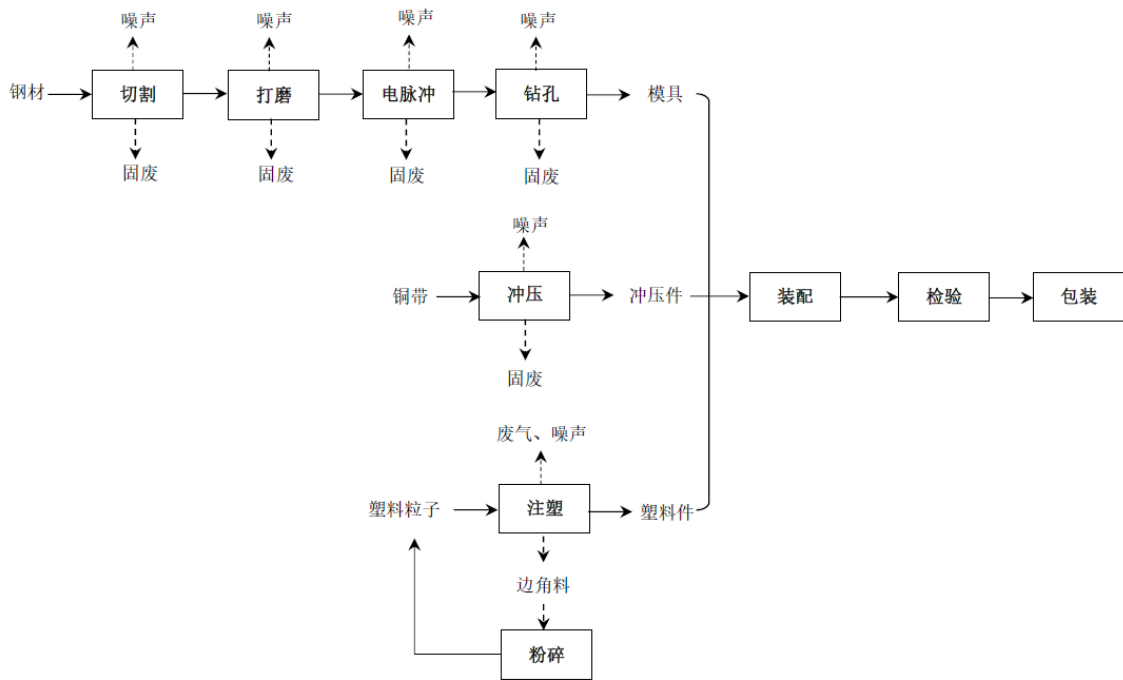 噪声 噪声 噪声 噪声
钢材 切割 打磨 电脉冲 钻孔 模具
固废 固废 固废 固废
噪声
铜带 冲压 冲压件 装配 检验 包装
固废
废气、噪声
塑料粒子 注塑 塑料件
边角料
粉碎